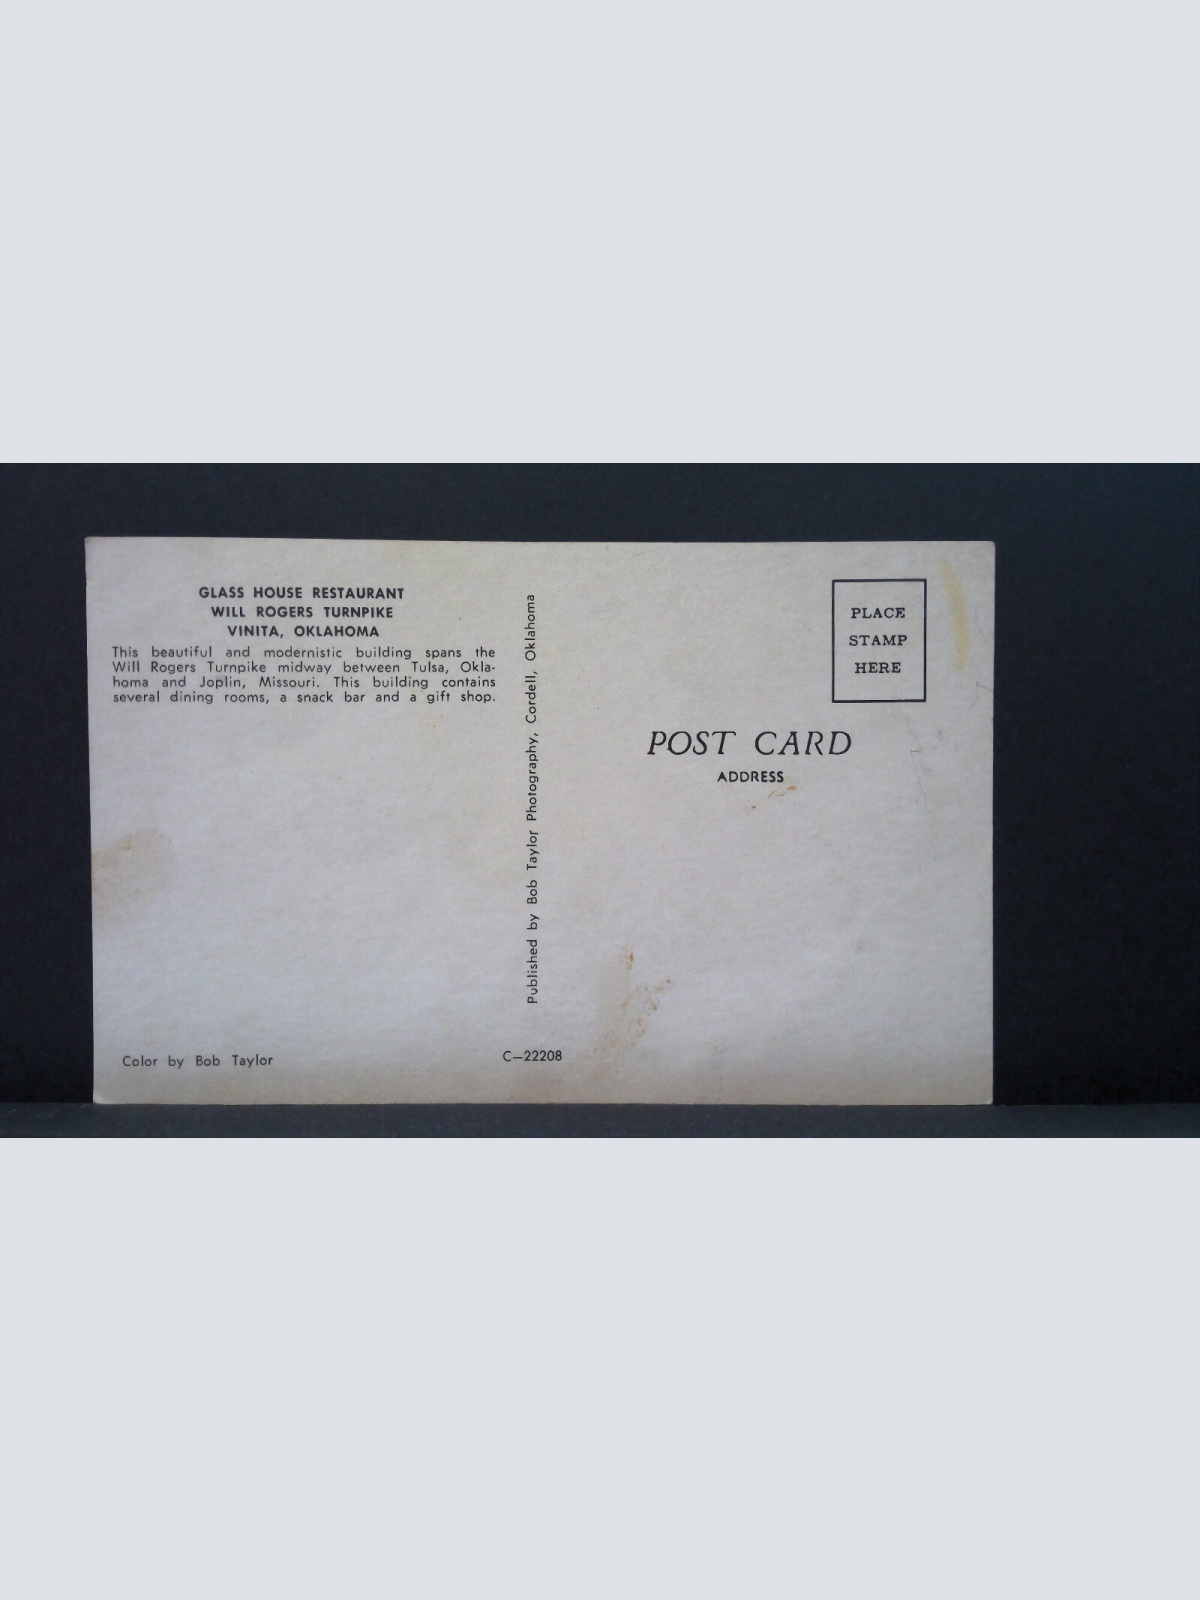 GLASS HOUSE RESTAURANT
WILL ROGERS TURNPIKE
VINITA, OKLAHOMA
This beautiful and modernistic building spans the
Will Rogers Turnpike midway between Tulsa, Okla-
homa and Joplin, Missouri. This building contains
several dining rooms, a snack bar and a gift shop.
Color by Bob Taylor
Published by Bob Taylor Photography, Cordell, Oklahoma
C—22208
PLACE
STAMP
HERE
POST CARD
ADDRESS